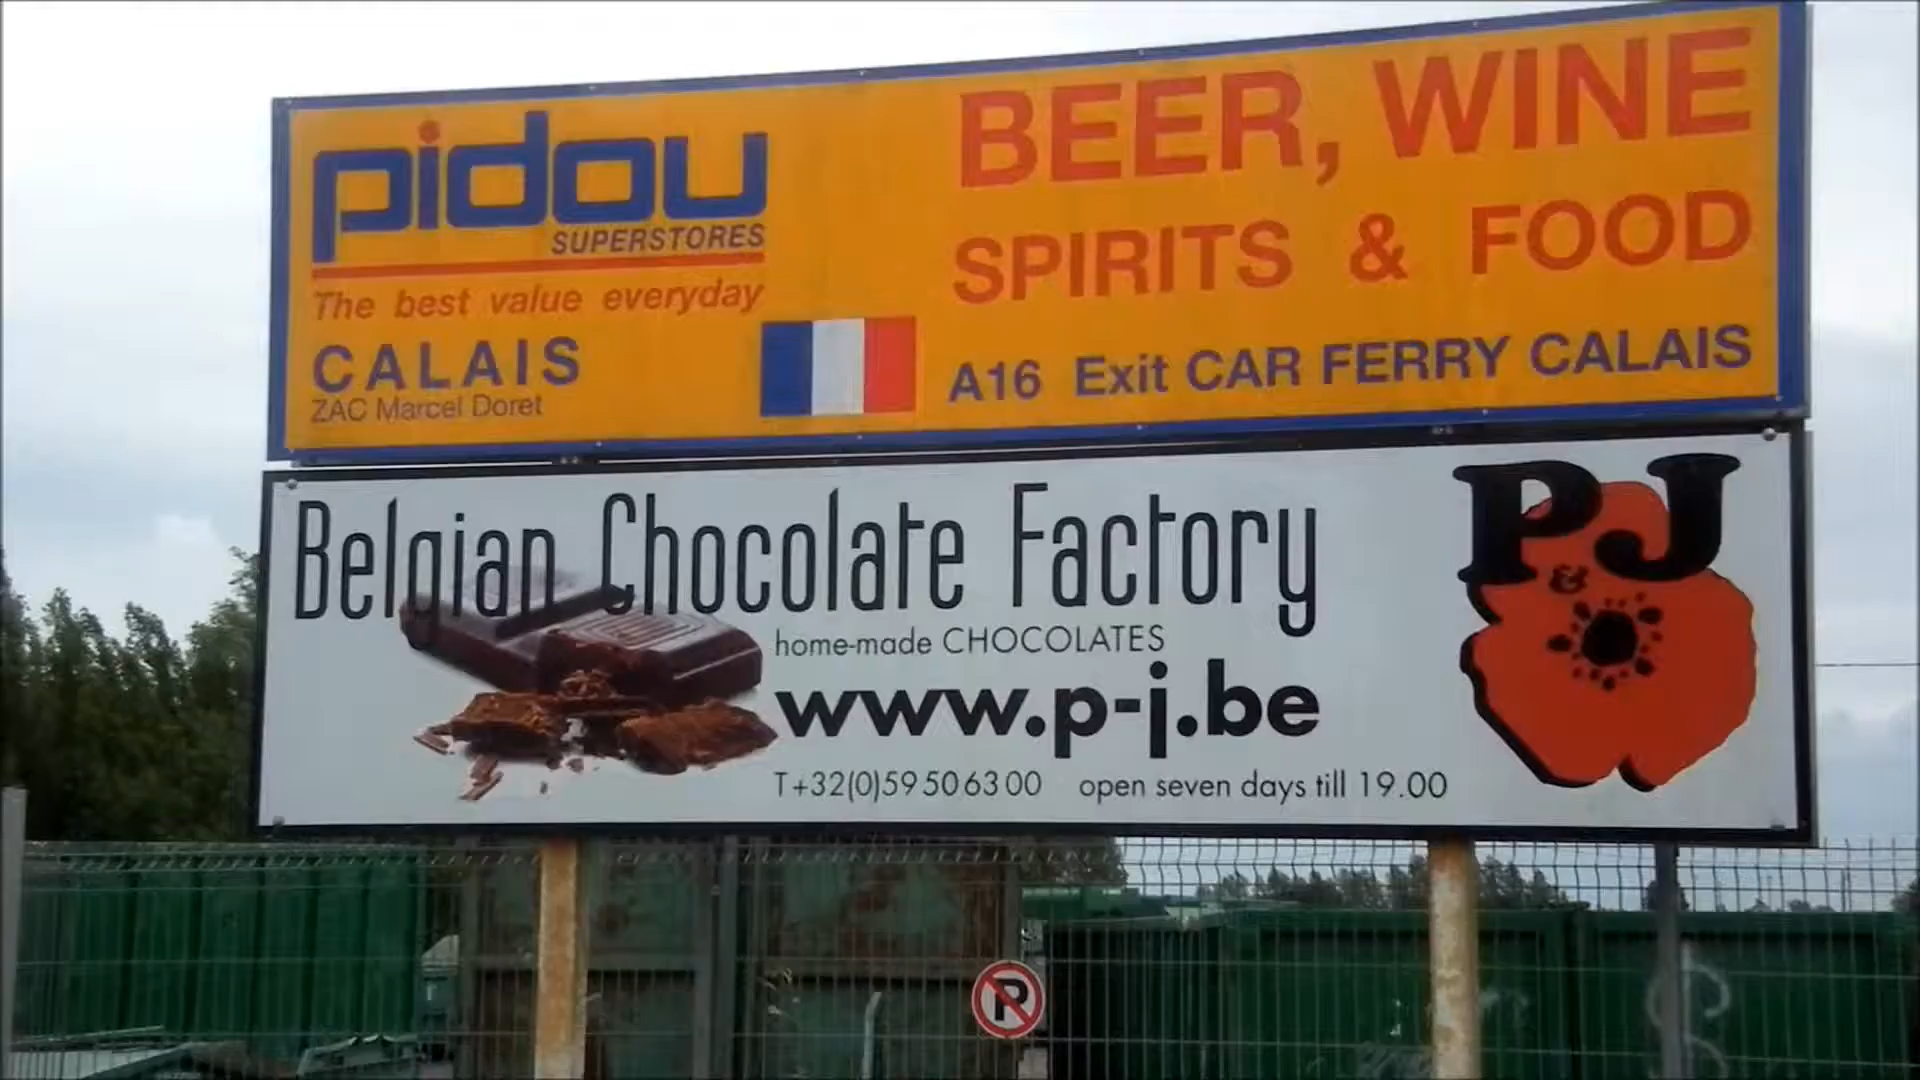 pidou
SUPERSTORES
The best value everyday
CALAIS
ZAC Marcel Doret
BEER, WINE
SPIRITS & FOOD
A16 Exit CAR FERRY CALAIS
Belgian Chocolate Factory
home-made CHOCOLATES
www.p-j.be
T+32(0)59 50 63 00 open seven days till 19.00
P & J
P